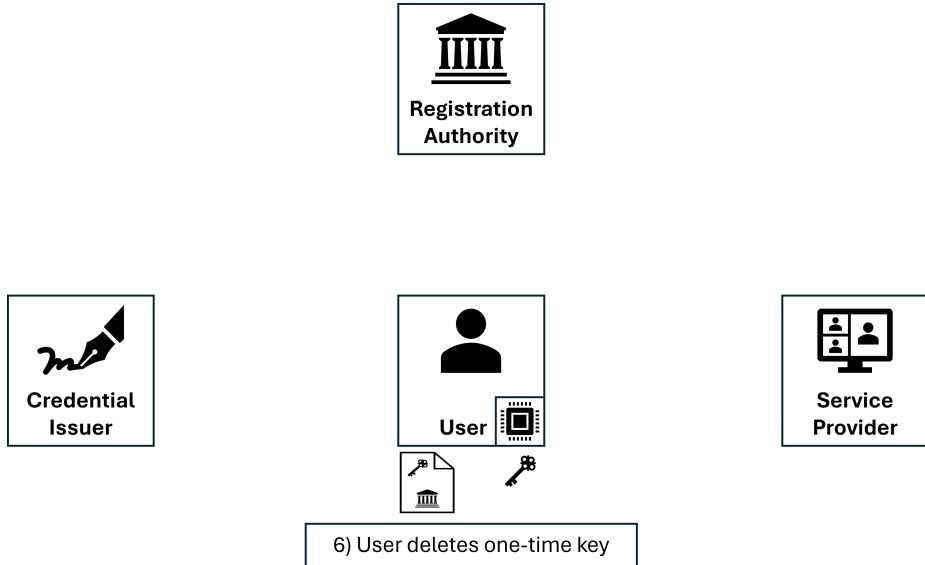 Registration
Authority
Credential
Issuer
User
Service
Provider
6) User deletes one-time key